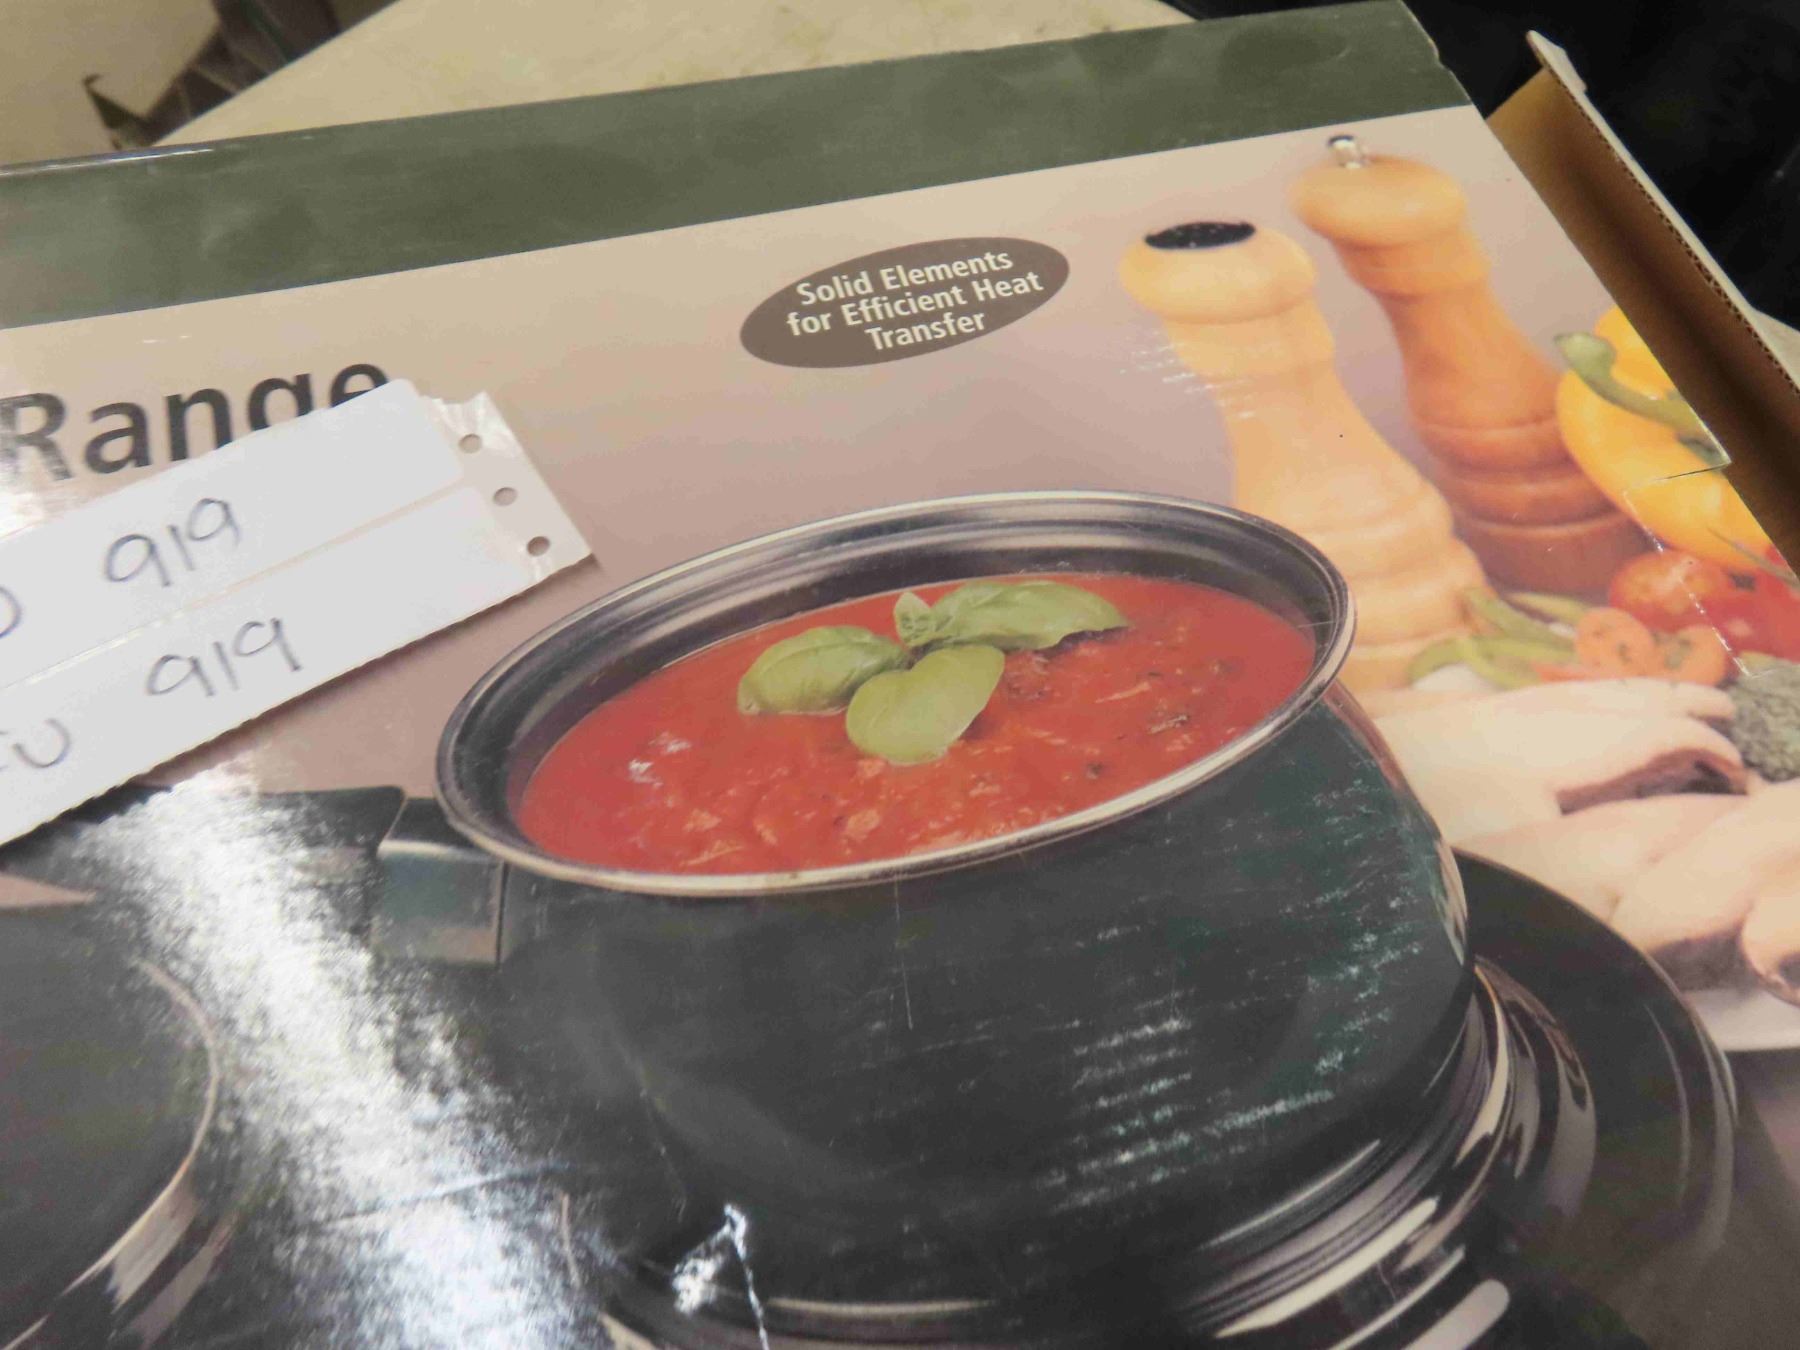 Solid Elements
for Efficient Heat
Transfer
Range
919
919